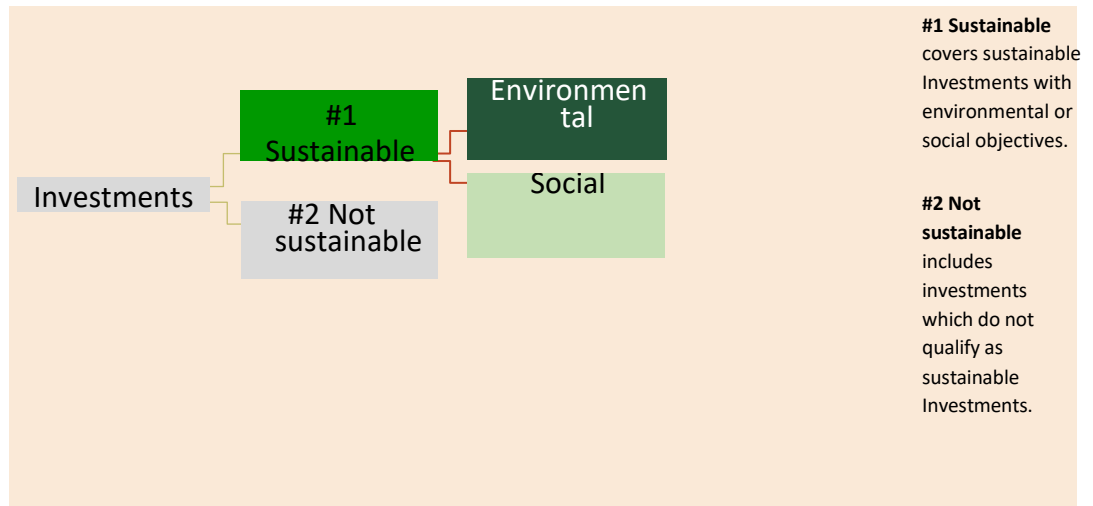 Investments
#1
Sustainable
#2 Not
sustainable
Environmen
tal
Social
#1 Sustainable
covers sustainable
Investments with
environmental or
social objectives.
#2 Not
sustainable
includes
investments
which do not
qualify as
sustainable
Investments.